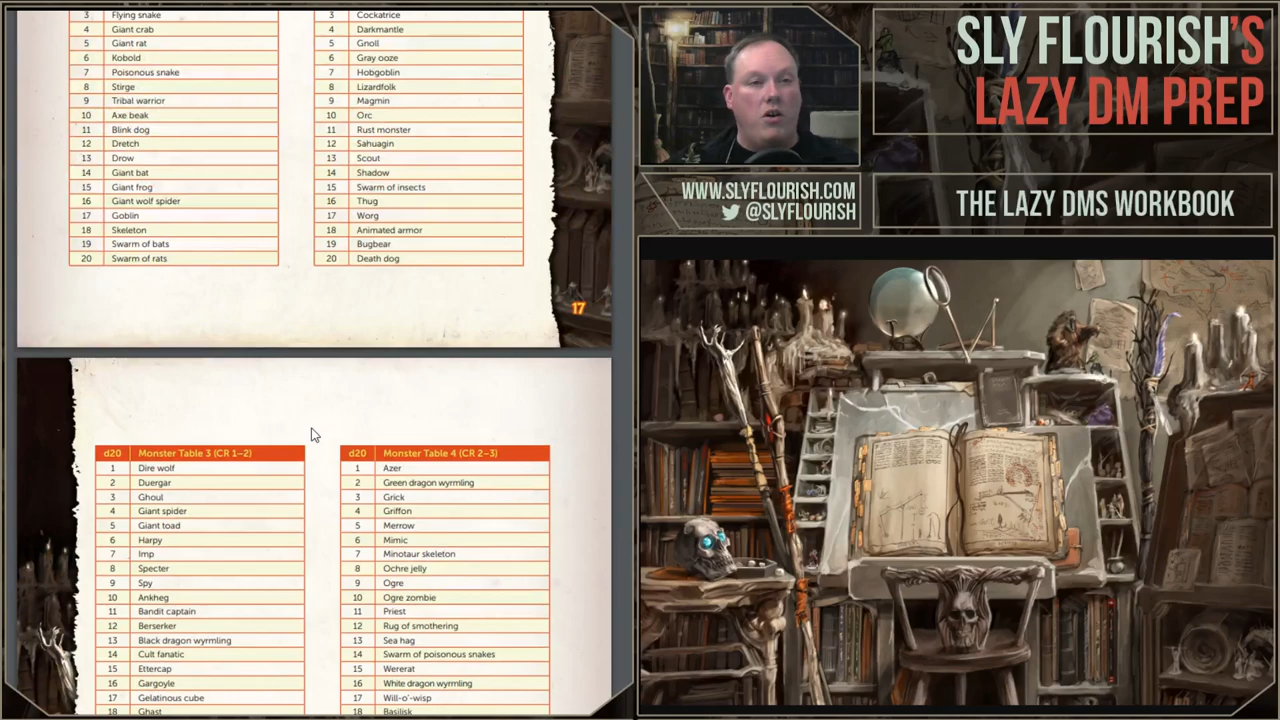 3 Flying snake
4 Giant crab
5 Giant rat
6 Kobold
7 Poisonous snake
8 Stirge
9 Tribal warrior
10 Axe beak
11 Blink dog
12 Dretch
13 Drow
14 Giant bat
15 Giant frog
16 Giant wolf spider
17 Goblin
18 Skeleton
19 Swarm of bats
20 Swarm of rats
3 Cockatrice
4 Darkmantle
5 Gnoll
6 Gray ooze
7 Hobgoblin
8 Lizardfolk
9 Magmin
10 Orc
11 Rust monster
12 Sahuagin
13 Scout
14 Shadow
15 Swarm of insects
16 Thug
17 Worg
18 Animated armor
19 Bugbear
20 Death dog
17
d20 Monster Table 3 (CR 1–2)
1 Dire wolf
2 Duergar
3 Ghoul
4 Giant spider
5 Giant toad
6 Harpy
7 Imp
8 Specter
9 Spy
10 Ankheg
11 Bandit captain
12 Berserker
13 Black dragon wyrmling
14 Cult fanatic
15 Ettercap
16 Gargoyle
17 Gelatinous cube
18 Ghast
d20 Monster Table 4 (CR 2–3)
1 Azer
2 Green dragon wyrmling
3 Grick
4 Griffon
5 Merrow
6 Mimic
7 Minotaur skeleton
8 Ochre jelly
9 Ogre
10 Ogre zombie
11 Priest
12 Rug of smothering
13 Sea hag
14 Swarm of poisonous snakes
15 Wererat
16 White dragon wyrmling
17 Will-o'-wisp
18 Basilisk
SLY FLOURISH'S
LAZY DM PREP
WWW.SLYFLOURISH.COM
@SLYFLOURISH
THE LAZY DMS WORKBOOK